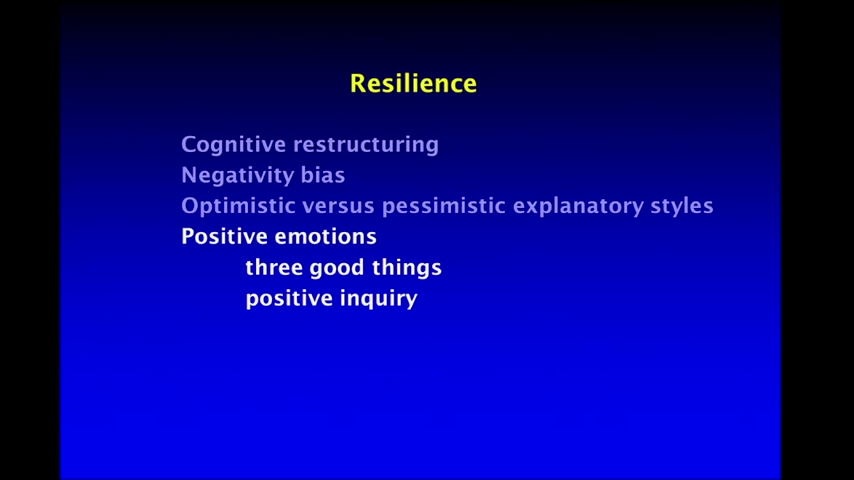 Resilience
Cognitive restructuring
Negativity bias
Optimistic versus pessimistic explanatory styles
Positive emotions
three good things
positive inquiry